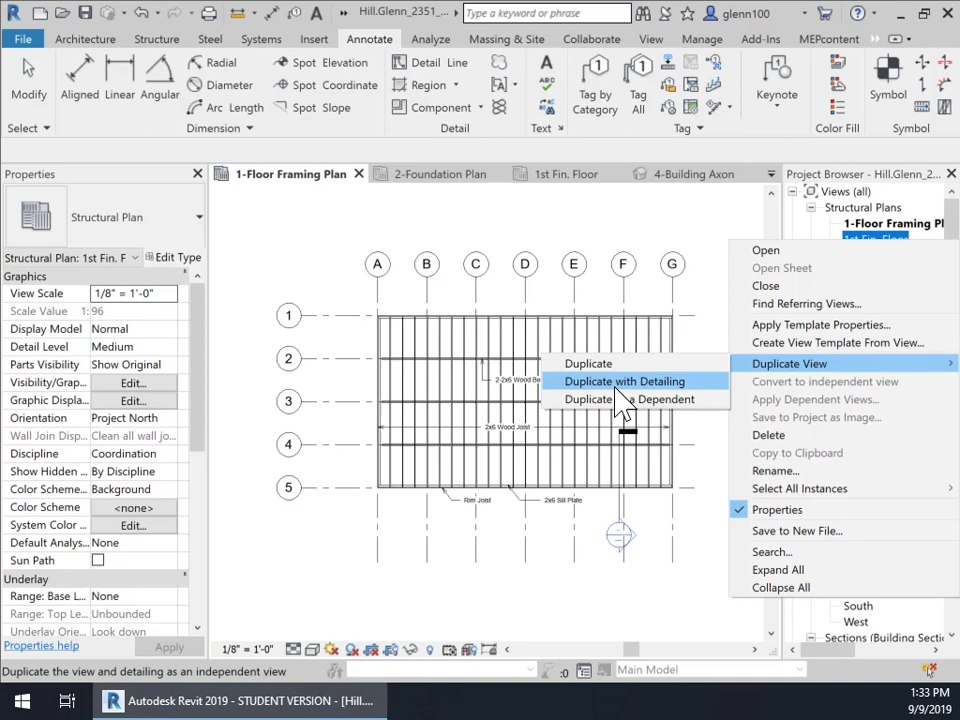 Hill.Glenn_2351_...
Type a keyword or phrase
glenn100
File
Architecture
Structure
Steel
Systems
Insert
Annotate
Analyze
Massing & Site
Collaborate
View
Manage
Add-Ins
MEPcontent
Modify
Select
Aligned
Linear
Angular
Radial
Diameter
Arc Length
Spot Elevation
Spot Coordinate
Spot Slope
Dimension
Detail Line
Region
Component
Detail
Text
Tag by Category
Tag All
Tag
Keynote
Color Fill
Symbol
Symbol
Properties
Structural Plan
Structural Plan: 1st Fin. F
Edit Type
Graphics
View Scale 1/8" = 1'-0"
Scale Value 1: 96
Display Model Normal
Detail Level Medium
Parts Visibility Show Original
Visibility/Grap... Edit...
Graphic Displa... Edit...
Orientation Project North
Wall Join Displ... Clean all wall jo...
Discipline Coordination
Show Hidden ... By Discipline
Color Scheme... Background
Color Scheme <none>
System Color ... Edit...
Default Analys... None
Sun Path
Underlay
Range: Base L... None
Range: Top Le... Unbounded
Underlay Orie... Look down
Properties help
Apply
1-Floor Framing Plan
2-Foundation Plan
1st Fin. Floor
4-Building Axon
A B C D E F G
1
2
3
4
5
2-2x6 Wood Be
2x6 Wood Joist
Rim Joist
2x6 Sill Plate
Duplicate
Duplicate with Detailing
Duplicate a Dependent
Project Browser - Hill.Glenn_2...
Views (all)
Structural Plans
1-Floor Framing Pl
1st Fin. Floor
Open
Open Sheet
Close
Find Referring Views...
Apply Template Properties...
Create View Template From View...
Duplicate View
Convert to independent view
Apply Dependent Views...
Save to Project as Image...
Delete
Copy to Clipboard
Rename...
Select All Instances
Properties
Save to New File...
Search...
Expand All
Collapse All
South
West
Sections (Building Secti
1/8" = 1'-0"
Duplicate the view and detailing as an independent view
:0
Main Model
Autodesk Revit 2019 - STUDENT VERSION - [Hill....
1:33 PM
9/9/2019